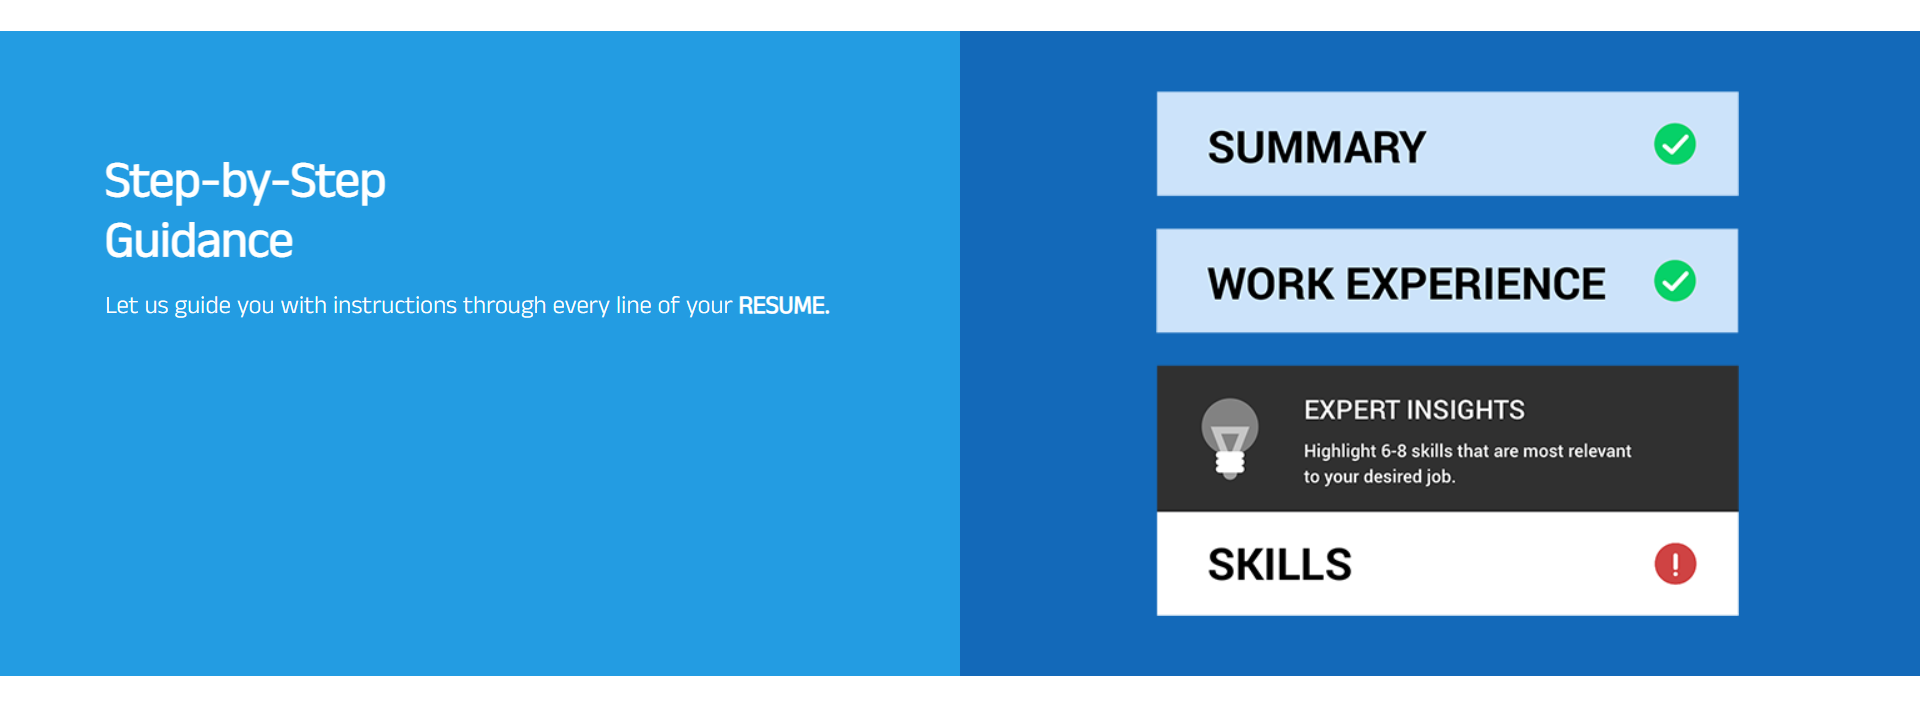 Step-by-Step
Guidance
Let us guide you with instructions through every line of your RESUME.
SUMMARY
WORK EXPERIENCE
EXPERT INSIGHTS
Highlight 6-8 skills that are most relevant
to your desired job.
SKILLS